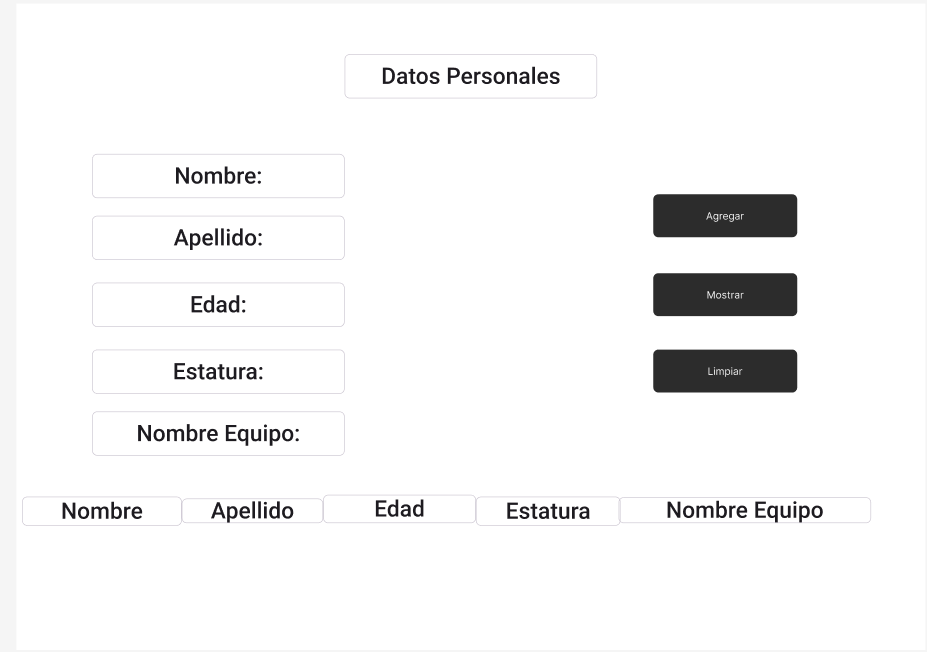 Datos Personales
Nombre:
Apellido:
Edad:
Estatura:
Nombre Equipo:
Agregar
Mostrar
Limpiar
Nombre Apellido Edad Estatura Nombre Equipo